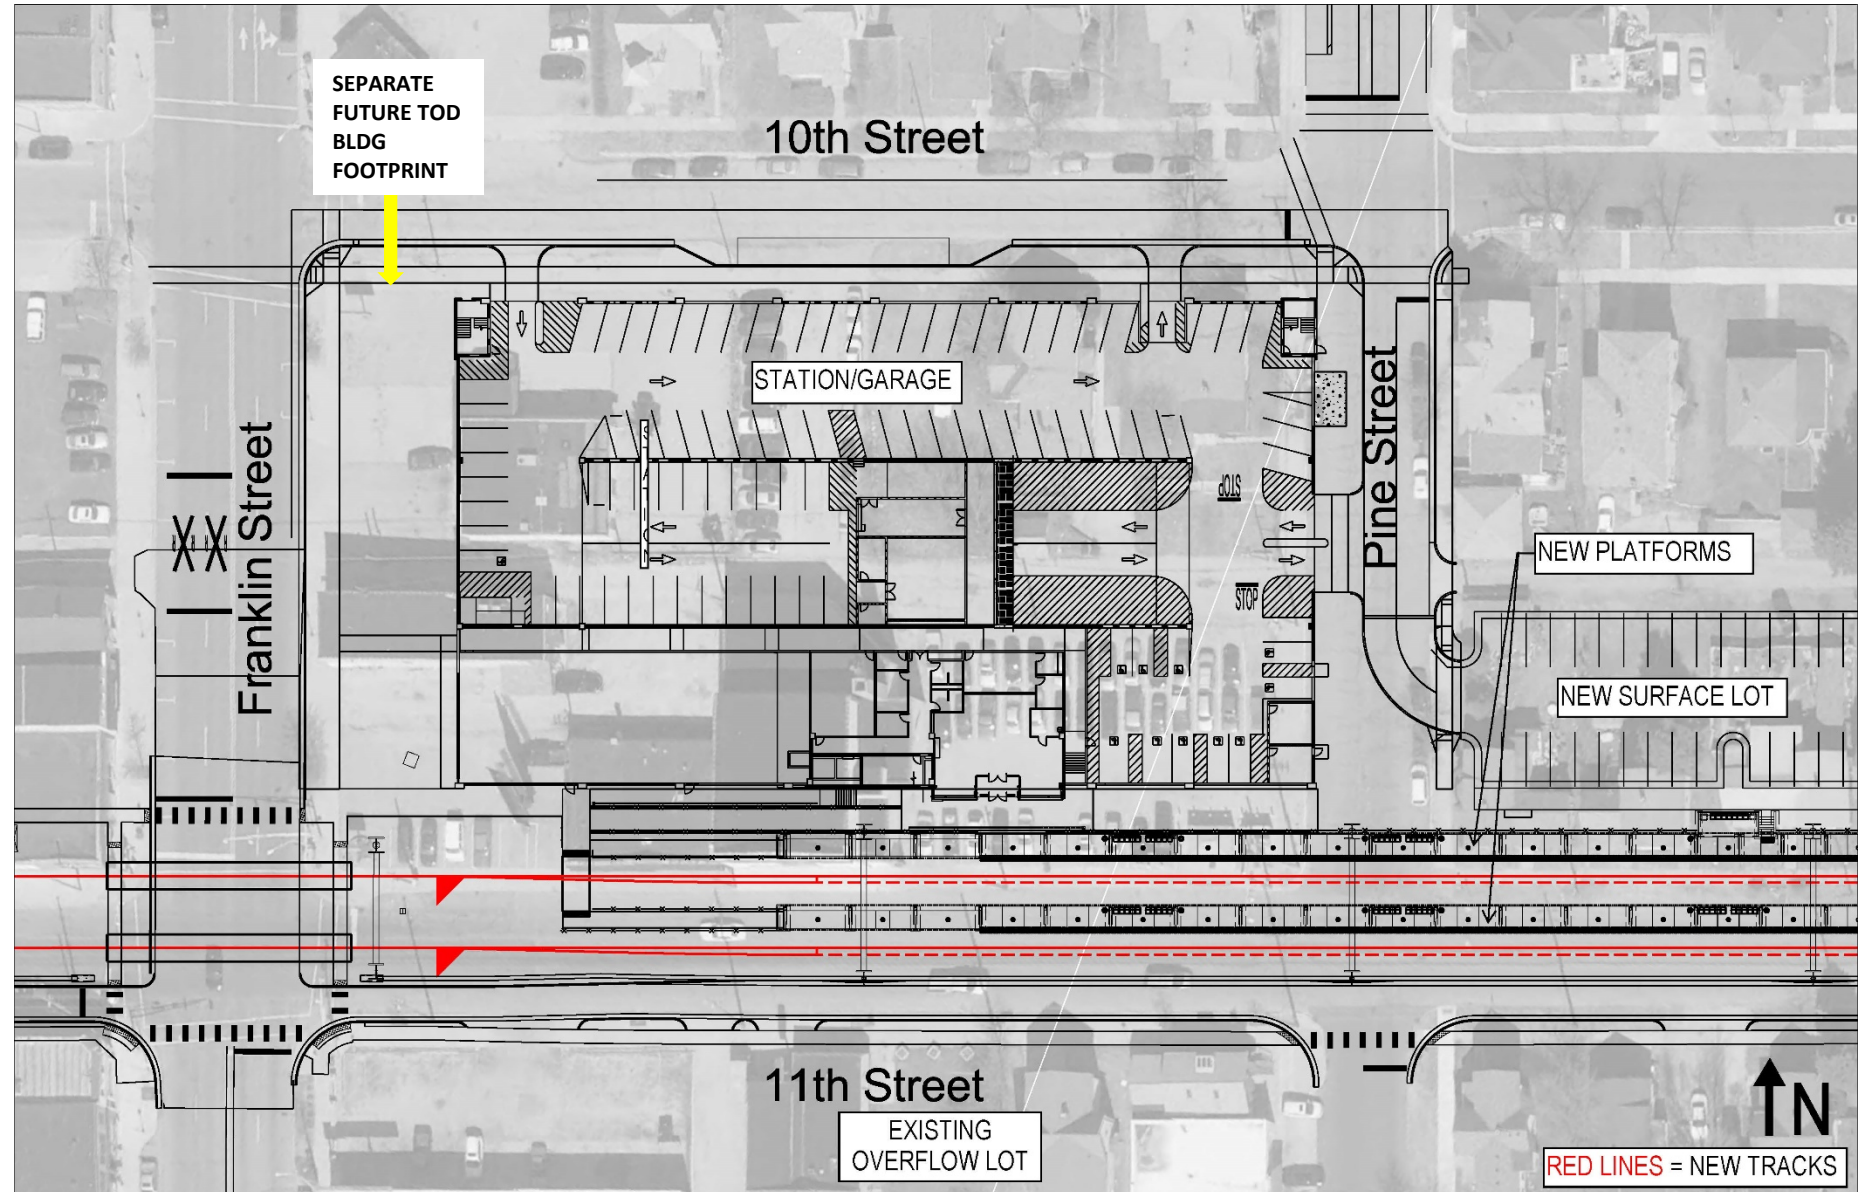 SEPARATE
FUTURE TOD
BLDG
FOOTPRINT
10th Street
STATION/GARAGE
Franklin Street
Pine Street
STOP
STOP
NEW PLATFORMS
NEW SURFACE LOT
11th Street
EXISTING
OVERFLOW LOT
N
RED LINES = NEW TRACKS